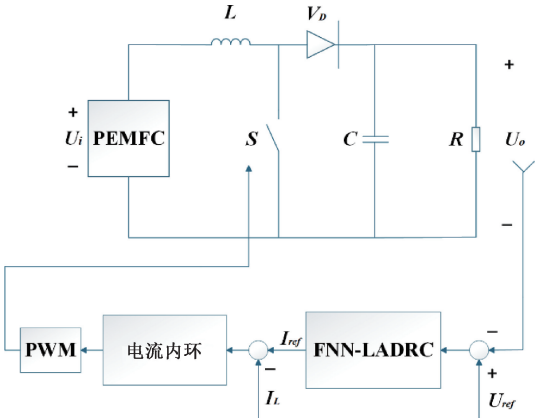 L
V_D
+
+
U_i
PEMFC
S
C
R
U_o
−
−
PWM
电流内环
I_ref
FNN-LADRC
−
−
+
I_L
U_ref